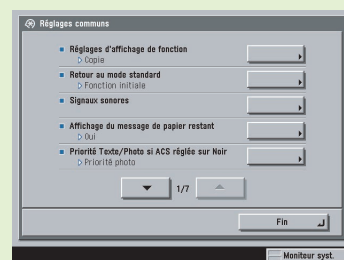 Réglages communs
Réglages d'affichage de fonction
Copie
Retour au mode standard
Fonction initiale
Signaux sonores
Affichage du message de papier restant
Oui
Priorité Texte/Photo si ACS réglée sur Noir
Priorité photo
1/7
Fin
Moniteur syst.